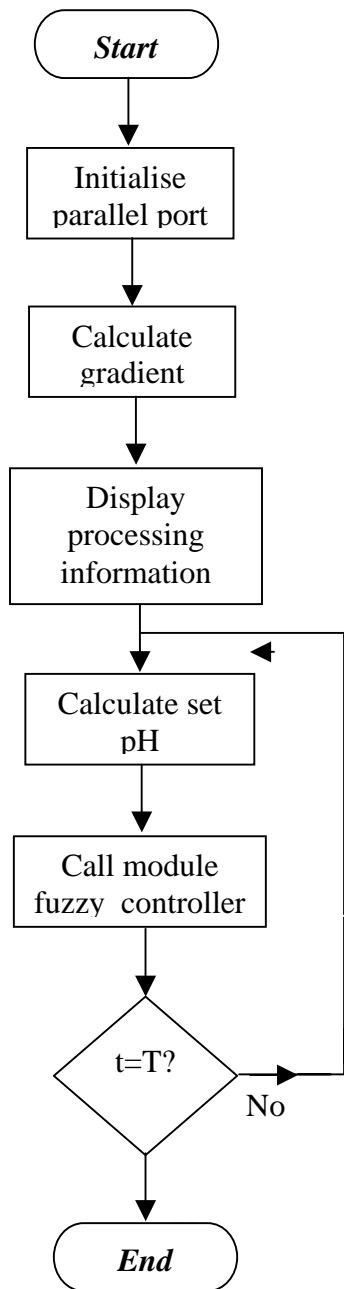 Start
Initialise
parallel port
Calculate
gradient
Display
processing
information
Calculate set
pH
Call module
fuzzy controller
t=T?
No
End